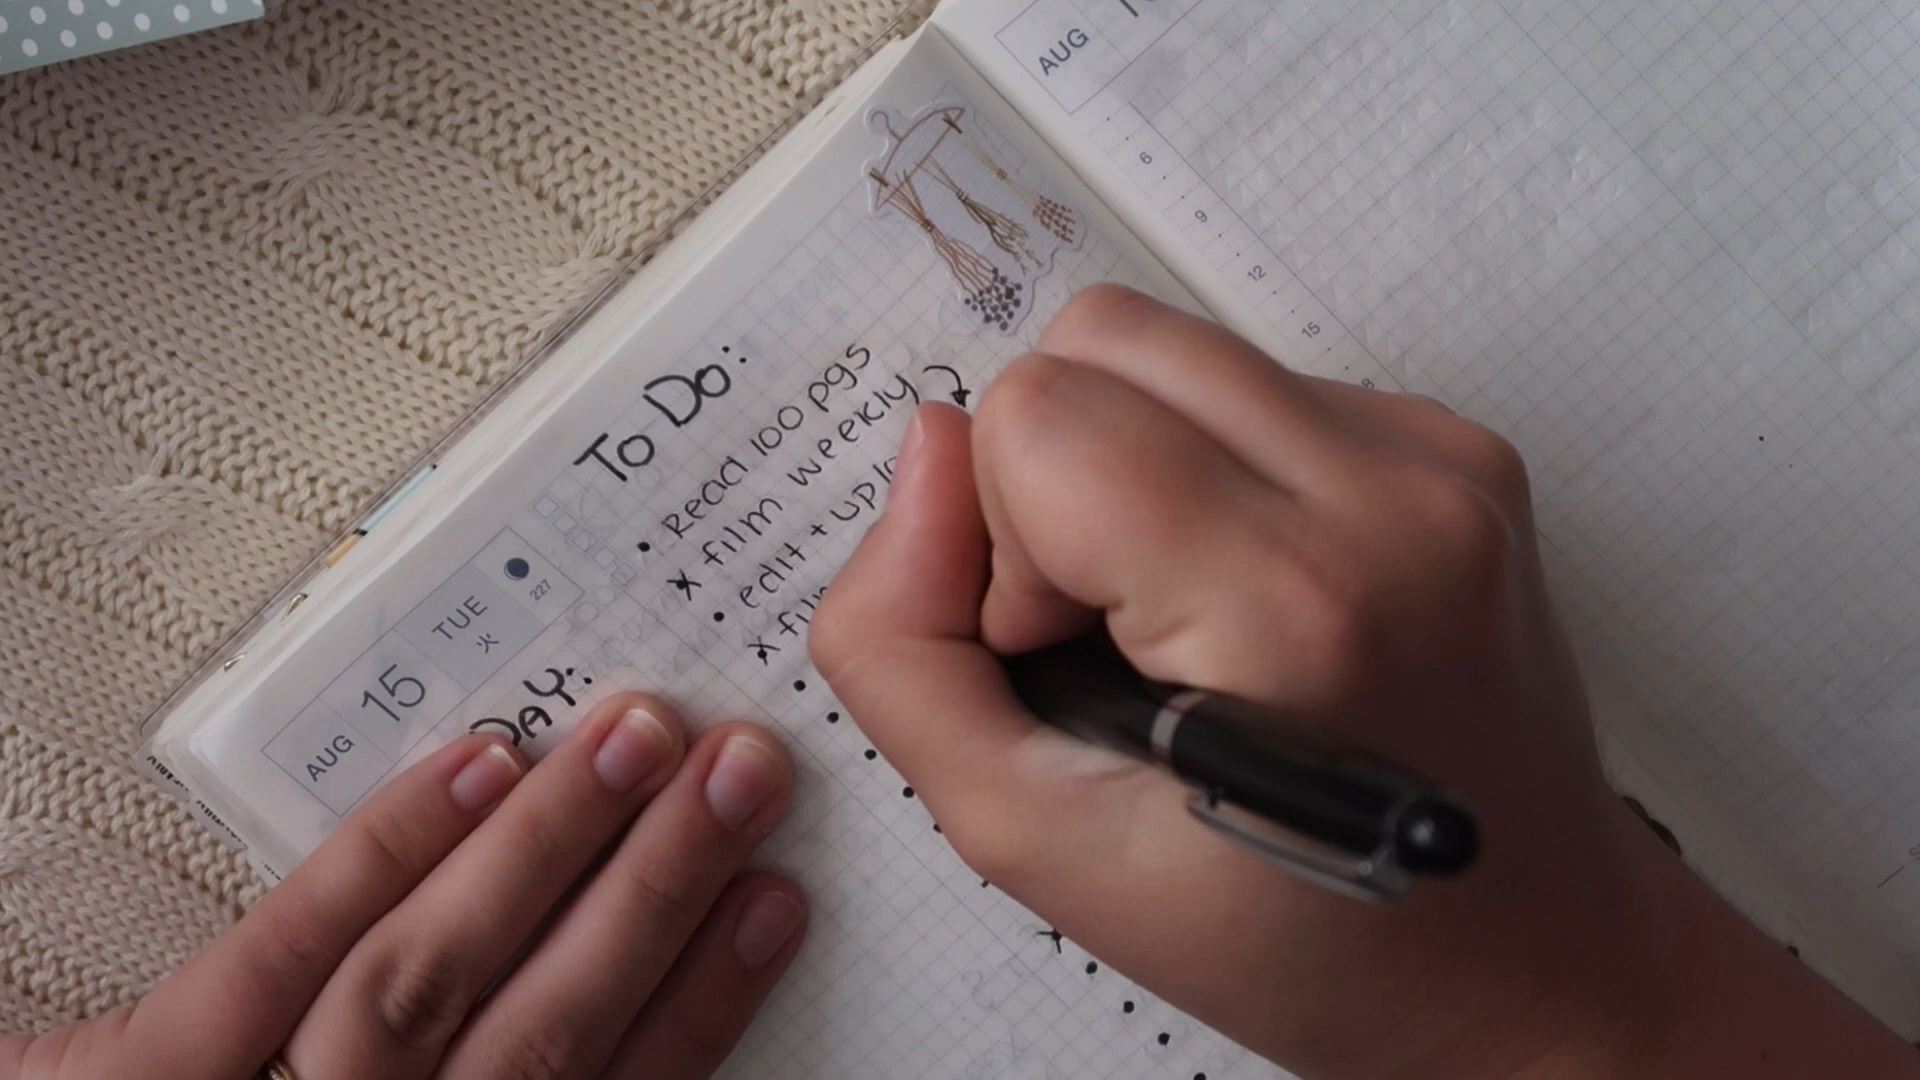 AUG 15 TUE 火 227
To Do:
• Read 100 pgs
x film weekly
• edit +
x
DAY:
AUG
6
9
12
15